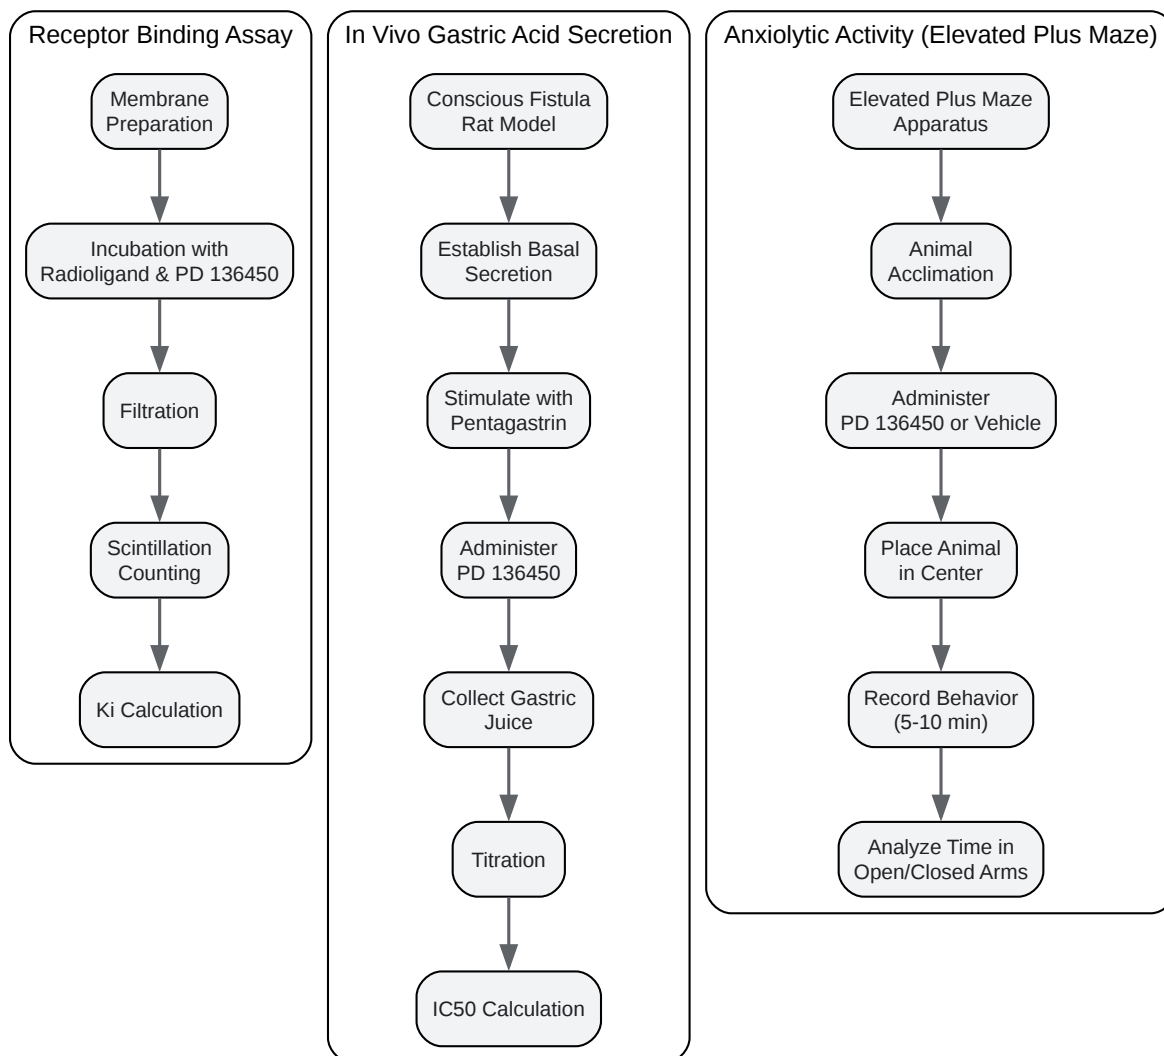 Receptor Binding Assay
Membrane
Preparation
Incubation with
Radioligand & PD 136450
Filtration
Scintillation
Counting
Ki Calculation
In Vivo Gastric Acid Secretion
Conscious Fistula
Rat Model
Establish Basal
Secretion
Stimulate with
Pentagastrin
Administer
PD 136450
Collect Gastric
Juice
Titration
IC50 Calculation
Anxiolytic Activity (Elevated Plus Maze)
Elevated Plus Maze
Apparatus
Animal
Acclimation
Administer
PD 136450 or Vehicle
Place Animal
in Center
Record Behavior
(5-10 min)
Analyze Time in
Open/Closed Arms